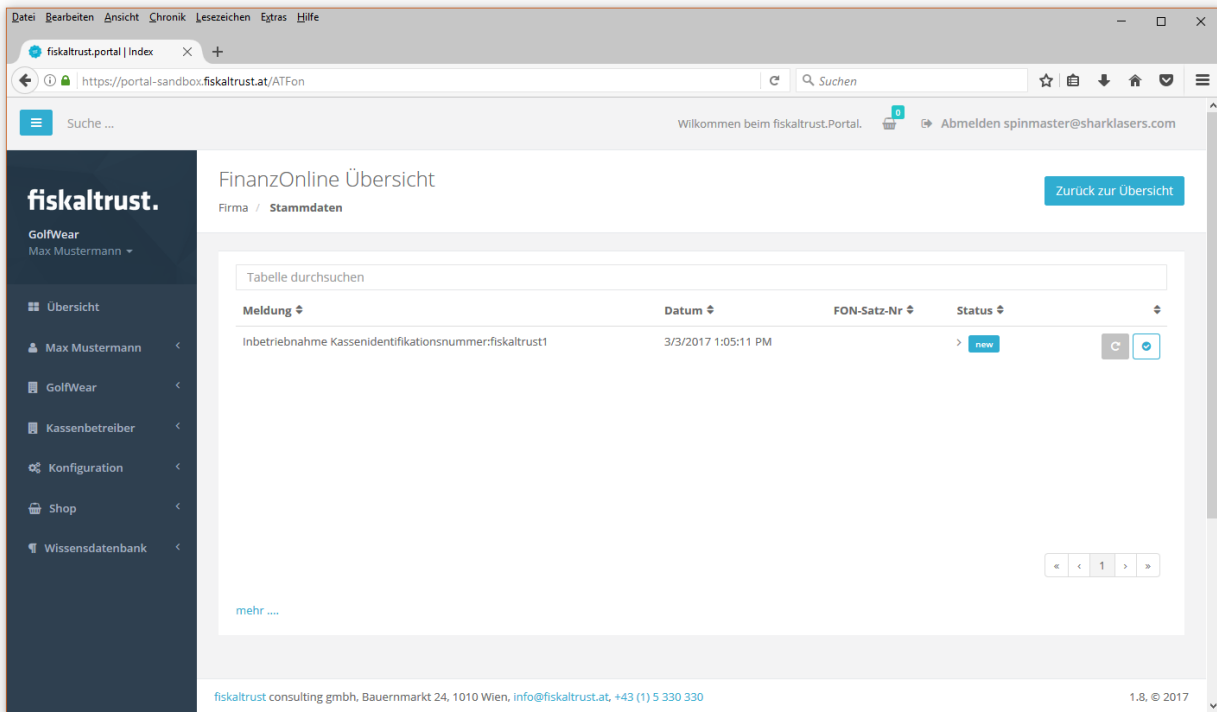 Datei Bearbeiten Ansicht Chronik Lesezeichen Extras Hilfe
fiskaltrust.portal | Index
https://portal-sandbox.fiskaltrust.at/ATFon
Suchen
Suche ...
Wilkommen beim fiskaltrust.Portal.
0
Abmelden spinmaster@sharklasers.com
fiskaltrust.
GolfWear
Max Mustermann
Übersicht
Max Mustermann
GolfWear
Kassenbetreiber
Konfiguration
Shop
Wissensdatenbank
FinanzOnline Übersicht
Firma / Stammdaten
Zurück zur Übersicht
Tabelle durchsuchen
Meldung Datum FON-Satz-Nr Status
Inbetriebnahme Kassenidentifikationsnummer:fiskaltrust1 3/3/2017 1:05:11 PM > new
« ‹ 1 › »
mehr ....
fiskaltrust consulting gmbh, Bauernmarkt 24, 1010 Wien, info@fiskaltrust.at, +43 (1) 5 330 330
1.8, © 2017